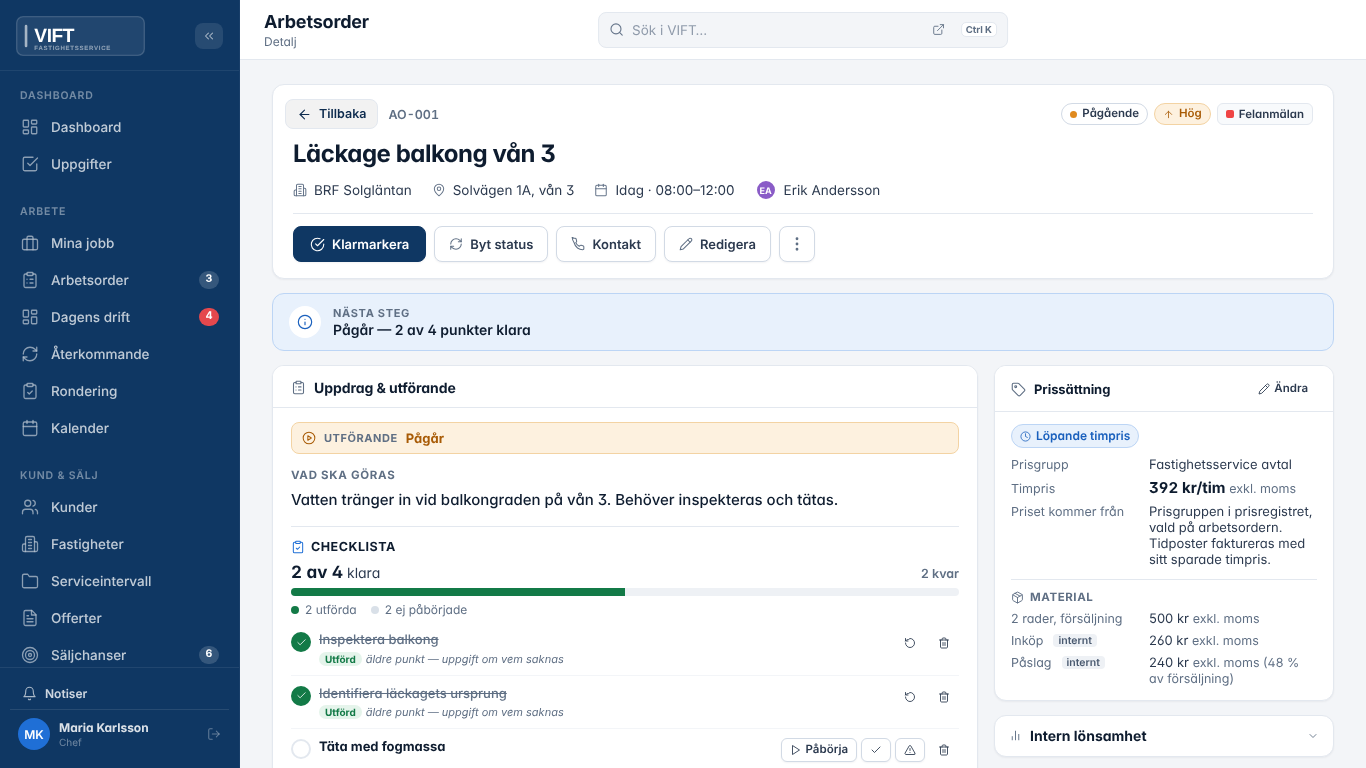 VIFT
FASTIGHETSSERVICE
DASHBOARD
Dashboard
Uppgifter
ARBETE
Mina jobb
Arbetsorder 3
Dagens drift 4
Återkommande
Rondering
Kalender
KUND & SÄLJ
Kunder
Fastigheter
Serviceintervall
Offerter
Säljchanser 6
Notiser
MK Maria Karlsson
Chef
Arbetsorder
Detalj
Sök i VIFT... Ctrl K
Tillbaka AO-001 Pågående Hög Felanmälan
Läckage balkong vån 3
BRF Solgläntan Solvägen 1A, vån 3 Idag · 08:00–12:00 EA Erik Andersson
Klarmarkera Byt status Kontakt Redigera
NÄSTA STEG
Pågår — 2 av 4 punkter klara
Uppdrag & utförande
UTFÖRANDE Pågår
VAD SKA GÖRAS
Vatten tränger in vid balkongraden på vån 3. Behöver inspekteras och tätas.
CHECKLISTA
2 av 4 klara 2 kvar
2 utförda 2 ej påbörjade
Inspektera balkong
Utförd äldre punkt — uppgift om vem saknas
Identifiera läckagets ursprung
Utförd äldre punkt — uppgift om vem saknas
Täta med fogmassa Påbörja
Prissättning Ändra
Löpande timpris
Prisgrupp Fastighetsservice avtal
Timpris 392 kr/tim exkl. moms
Priset kommer från Prisgruppen i prisregistret,
vald på arbetsordern.
Tidposter faktureras med
sitt sparade timpris.
MATERIAL
2 rader, försäljning 500 kr exkl. moms
Inköp internt 260 kr exkl. moms
Påslag internt 240 kr exkl. moms (48 %
av försäljning)
Intern lönsamhet